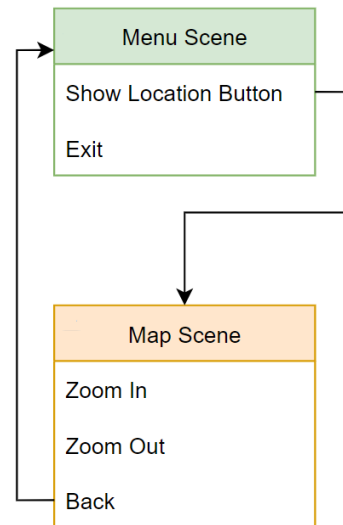 Menu Scene
Show Location Button
Exit
Map Scene
Zoom In
Zoom Out
Back